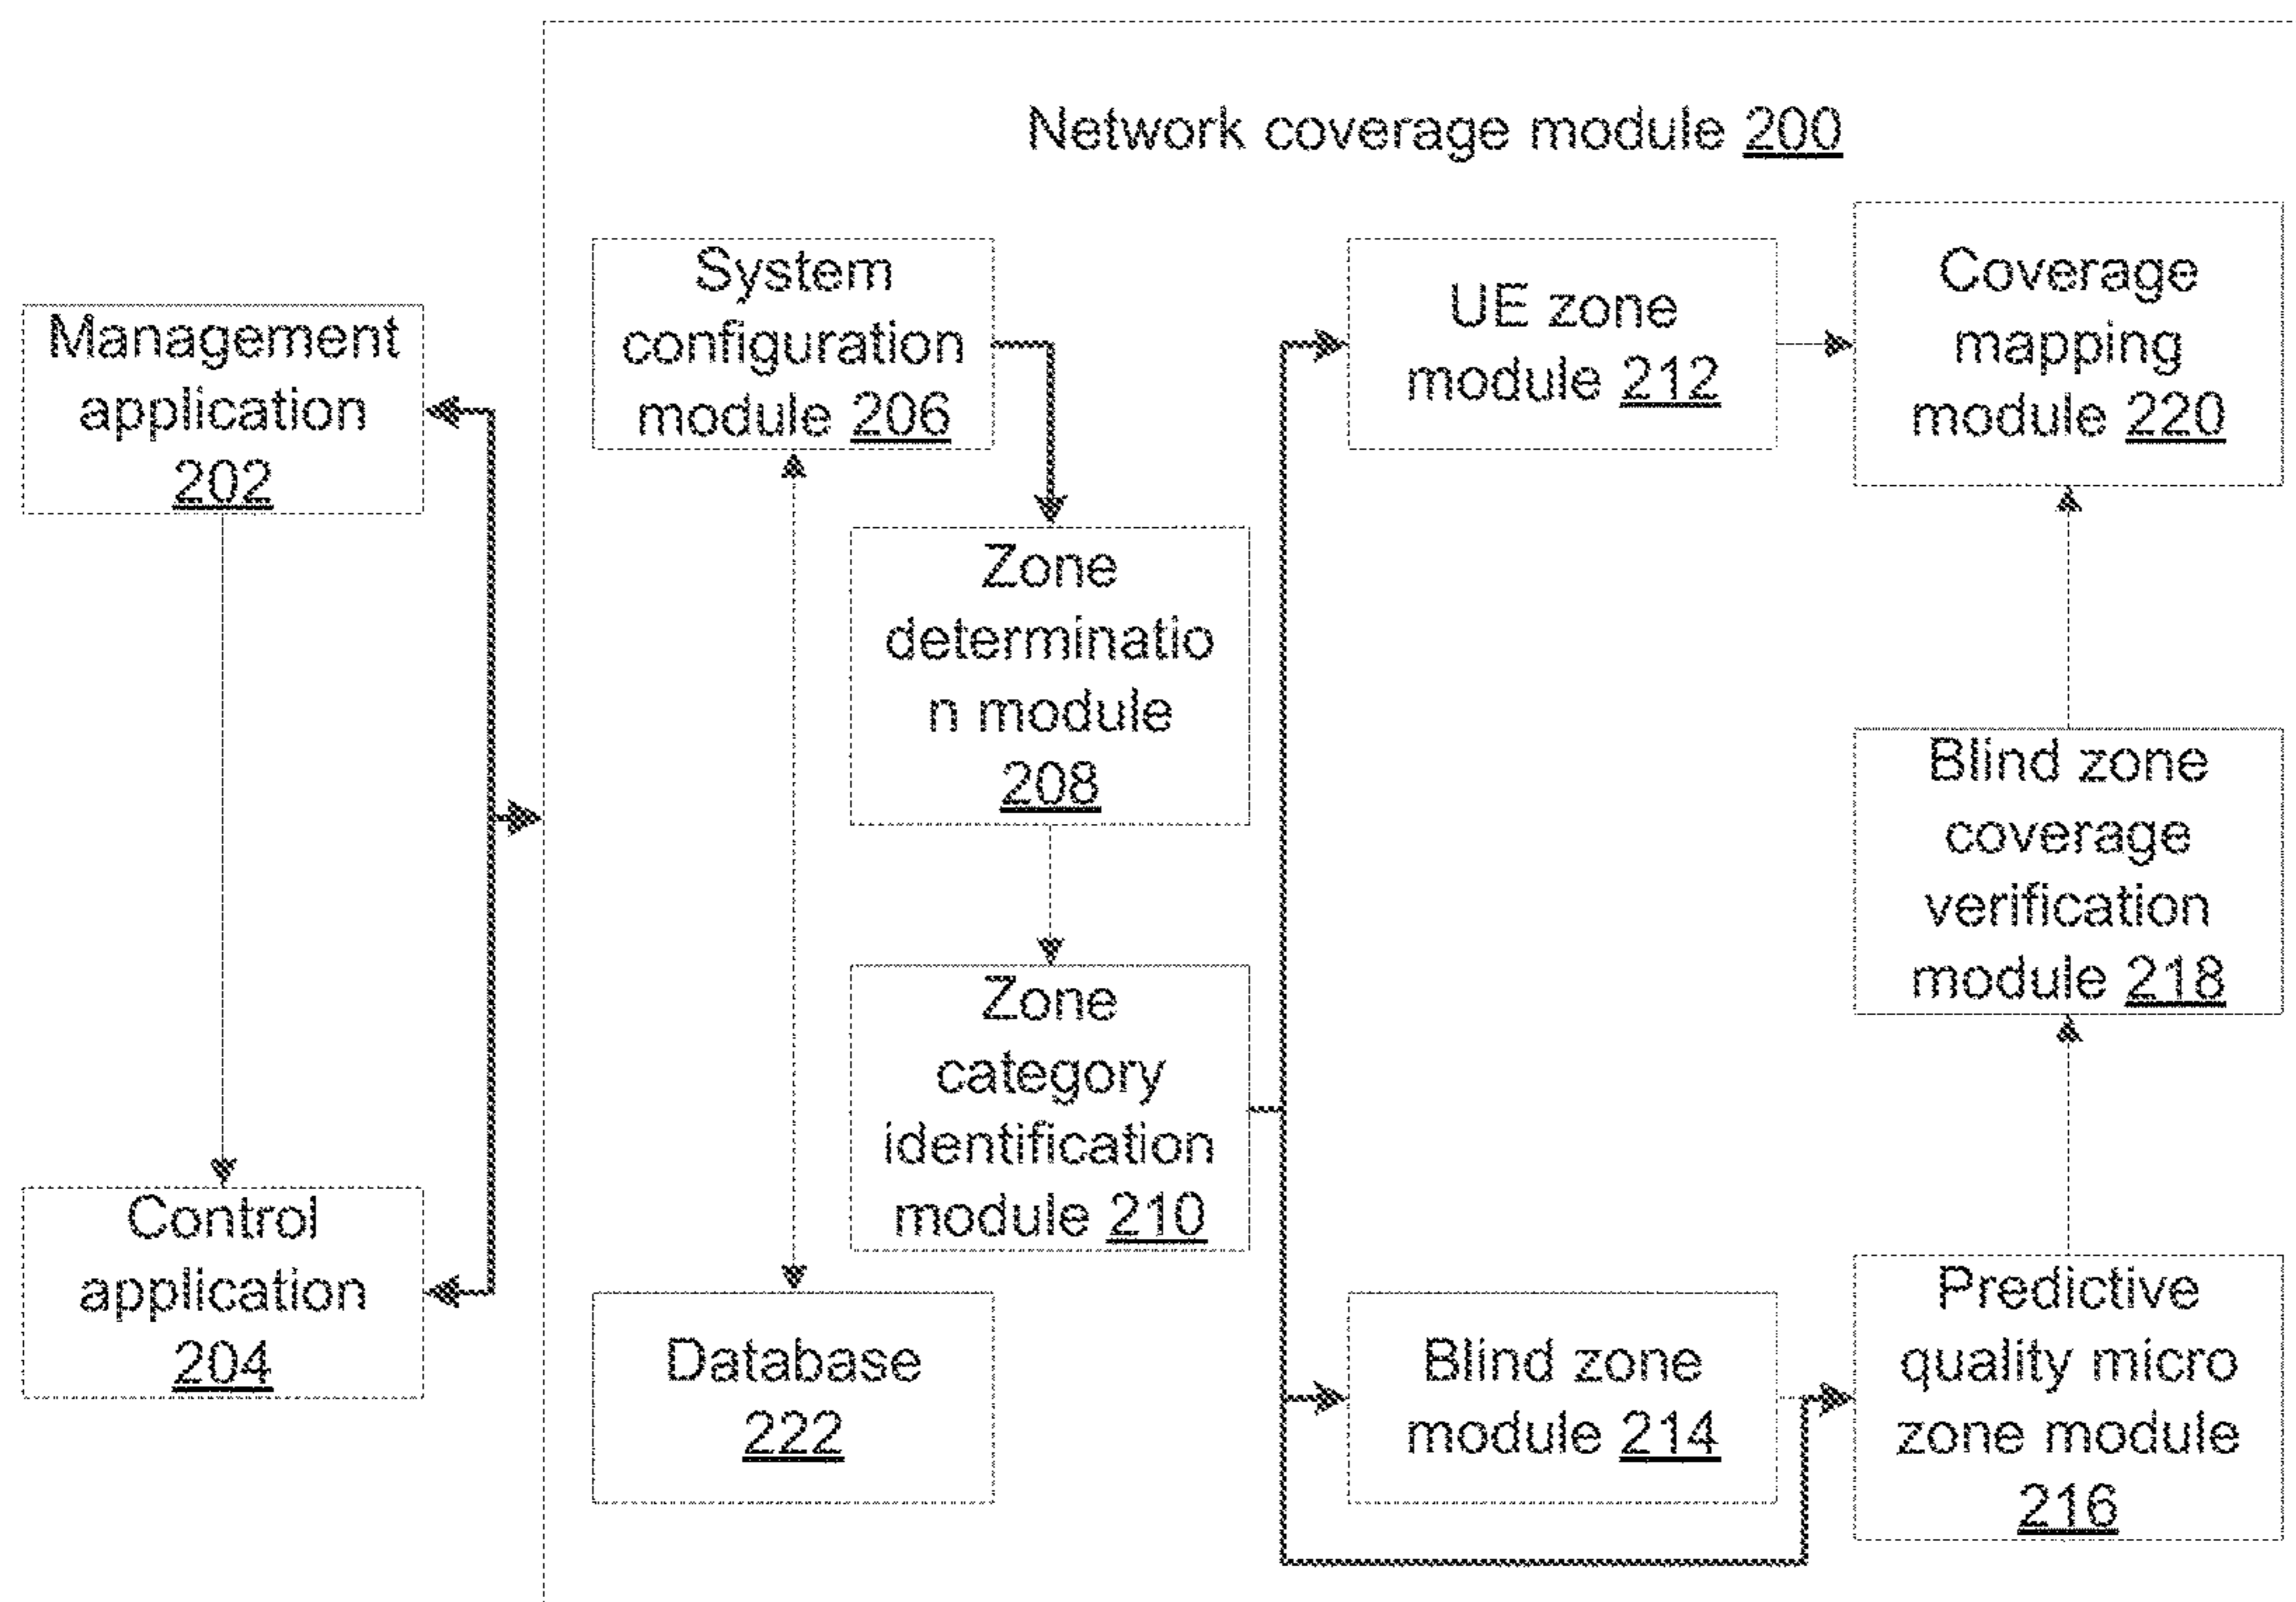 Network coverage module 200
Management
application
202
Control
application
204
System
configuration
module 206
Zone
determinatio
n module
208
Zone
category
identification
module 210
Database
222
UE zone
module 212
Blind zone
module 214
Coverage
mapping
module 220
Blind zone
coverage
verification
module 218
Predictive
quality micro
zone module
216